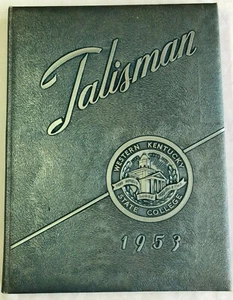 Talisman
WESTERN KENTUCKY
STATE COLLEGE
1953